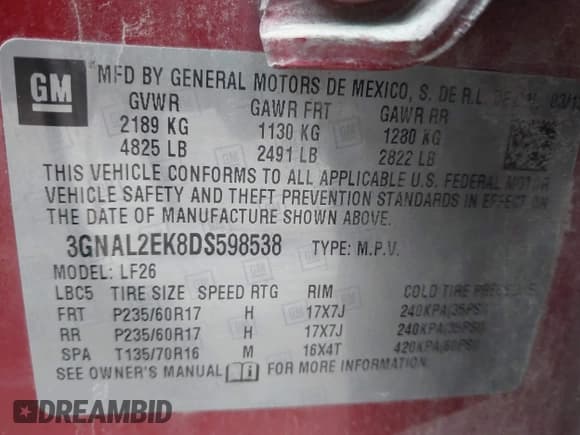 GM
MFD BY GENERAL MOTORS DE MEXICO, S. DE R.L. DE
GVWR GAWR FRT GAWR RR
2189 KG 1130 KG 1280 KG
4825 LB 2491 LB 2822 LB
THIS VEHICLE CONFORMS TO ALL APPLICABLE U.S. FEDERAL MOTOR
VEHICLE SAFETY AND THEFT PREVENTION STANDARDS IN EFFECT ON
THE DATE OF MANUFACTURE SHOWN ABOVE.
3GNAL2EK8DS598538 TYPE: M.P.V.
MODEL: LF26
LBC5 TIRE SIZE SPEED RTG RIM COLD TIRE PRESSURE
FRT P235/60R17 H 17X7J 240KPA(35PSI)
RR P235/60R17 H 17X7J 240KPA(35PSI)
SPA T135/70R16 M 16X4T 420KPA(60PSI)
SEE OWNER'S MANUAL FOR MORE INFORMATION
DREAMBID